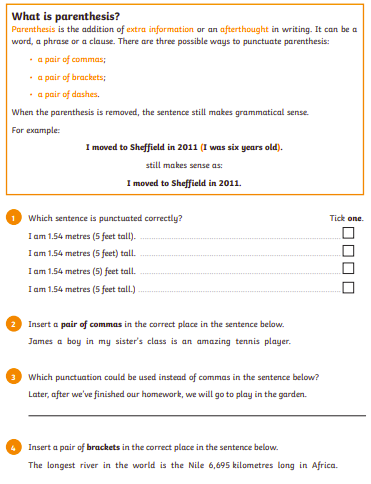 What is parenthesis?
Parenthesis is the addition of extra information or an afterthought in writing. It can be a
word, a phrase or a clause. There are three possible ways to punctuate parenthesis:
• a pair of commas;
• a pair of brackets;
• a pair of dashes.
When the parenthesis is removed, the sentence still makes grammatical sense.
For example:
I moved to Sheffield in 2011 (I was six years old).
still makes sense as:
I moved to Sheffield in 2011.
1 Which sentence is punctuated correctly? Tick one.
I am 1.54 metres (5 feet tall).
I am 1.54 metres (5 feet) tall.
I am 1.54 metres (5) feet tall.
I am 1.54 metres (5 feet tall.)
2 Insert a pair of commas in the correct place in the sentence below.
James a boy in my sister's class is an amazing tennis player.
3 Which punctuation could be used instead of commas in the sentence below?
Later, after we've finished our homework, we will go to play in the garden.
4 Insert a pair of brackets in the correct place in the sentence below.
The longest river in the world is the Nile 6,695 kilometres long in Africa.